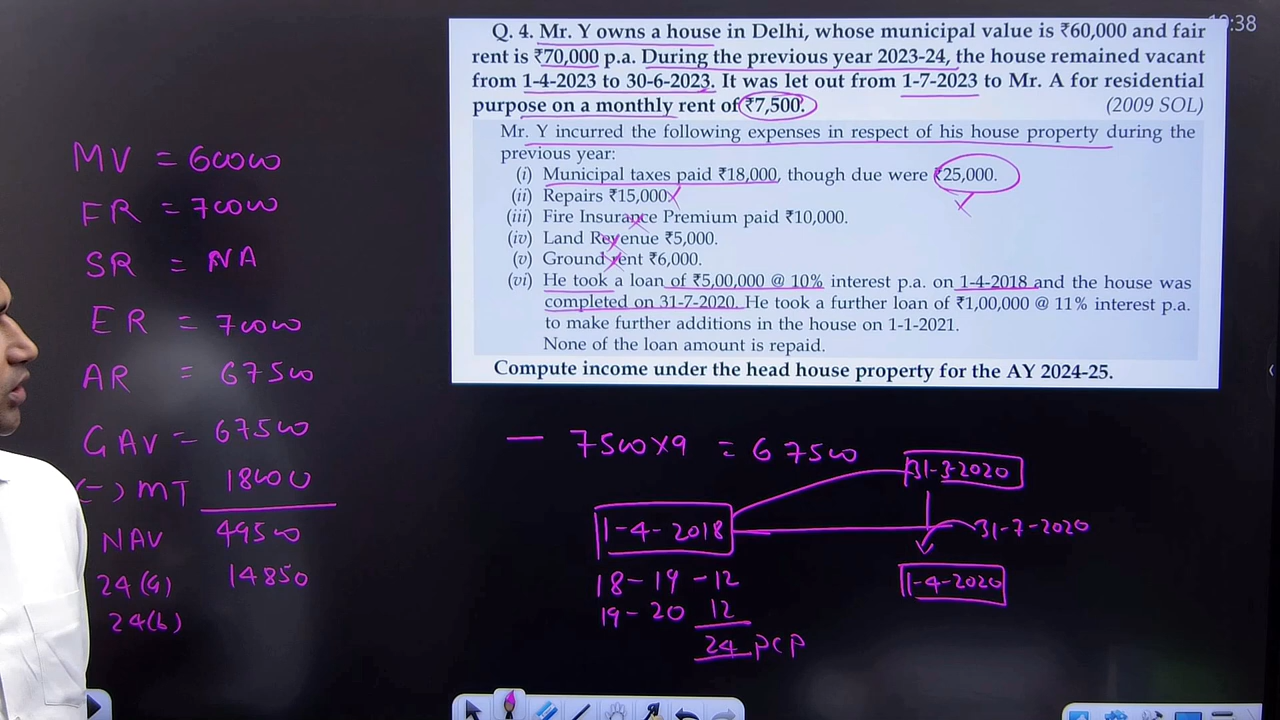 :38
Q. 4. Mr. Y owns a house in Delhi, whose municipal value is ₹60,000 and fair
rent is ₹70,000 p.a. During the previous year 2023-24, the house remained vacant
from 1-4-2023 to 30-6-2023. It was let out from 1-7-2023 to Mr. A for residential
purpose on a monthly rent of ₹7,500. (2009 SOL)
Mr. Y incurred the following expenses in respect of his house property during the
previous year:
(i) Municipal taxes paid ₹18,000, though due were ₹25,000.
(ii) Repairs ₹15,000
(iii) Fire Insurance Premium paid ₹10,000.
(iv) Land Revenue ₹5,000.
(v) Ground rent ₹6,000.
(vi) He took a loan of ₹5,00,000 @ 10% interest p.a. on 1-4-2018 and the house was
completed on 31-7-2020. He took a further loan of ₹1,00,000 @ 11% interest p.a.
to make further additions in the house on 1-1-2021.
None of the loan amount is repaid.
Compute income under the head house property for the AY 2024-25.
MV = 60000
FR = 70000
SR = NA
ER = 70000
AR = 67500
GAV = 67500
(-) MT 18000
NAV 49500
24(a) 14850
24(b)
— 7500x9 = 67500
31-3-2020
1-4-2018
31-7-2020
1-4-2020
18-19-12
19-20 12
24 PCP